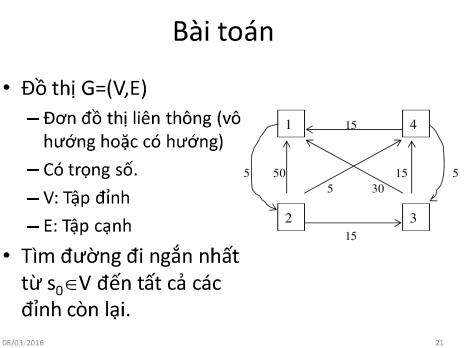 Bài toán
• Đồ thị G=(V,E)
– Đơn đồ thị liên thông (vô
hướng hoặc có hướng)
– Có trọng số.
– V: Tập đỉnh
– E: Tập cạnh
• Tìm đường đi ngắn nhất
từ s₀∈V đến tất cả các
đỉnh còn lại.
1 15 4
5 50 5 30 15 5
2 15 3
08/03/2016 21